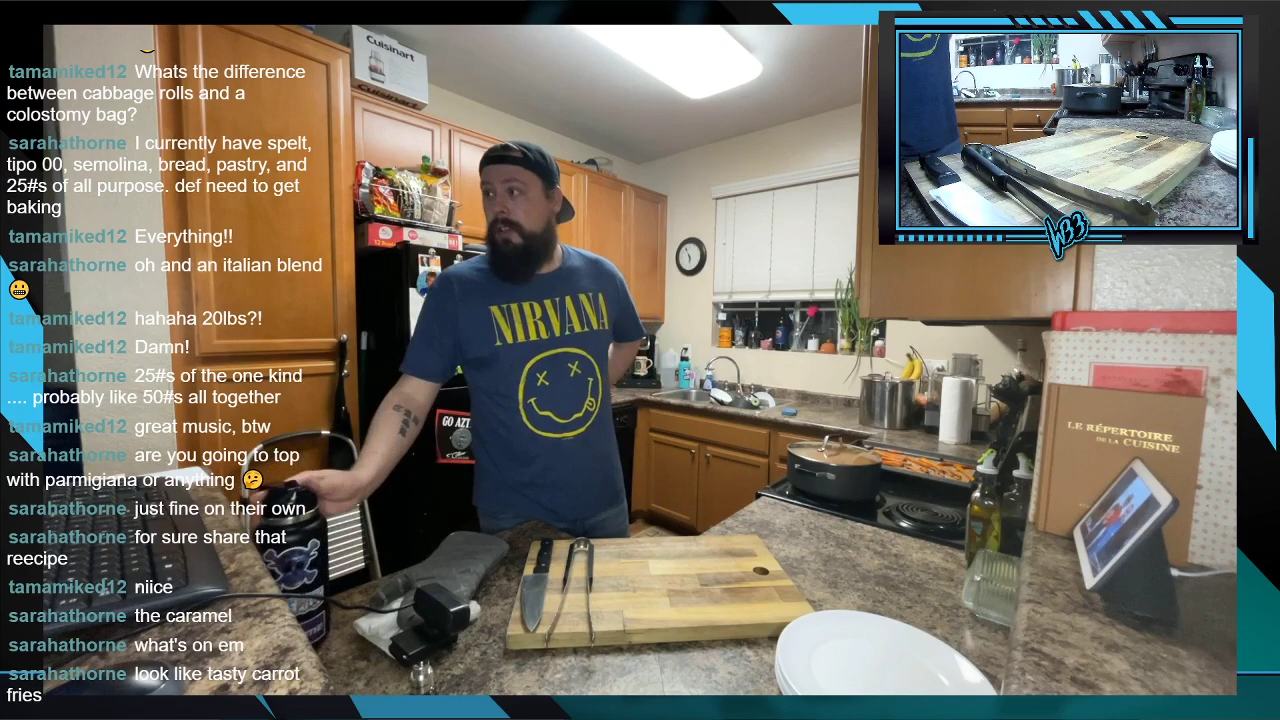 tamamiked12 Whats the difference
between cabbage rolls and a
colostomy bag?
sarahathorne I currently have spelt,
tipo 00, semolina, bread, pastry, and
25#s of all purpose. def need to get
baking
tamamiked12 Everything!!
sarahathorne oh and an italian blend
😬
tamamiked12 hahaha 20lbs?!
tamamiked12 Damn!
sarahathorne 25#s of the one kind
.... probably like 50#s all together
tamamiked12 great music, btw
sarahathorne are you going to top
with parmigiana or anything 🤔
sarahathorne just fine on their own
sarahathorne for sure share that
reecipe
tamamiked12 niice
sarahathorne the caramel
sarahathorne what's on em
sarahathorne look like tasty carrot
fries
Cuisinart
Cuisinart
NIRVANA
GO AZT
LE RÉPERTOIRE
DE LA CUISINE